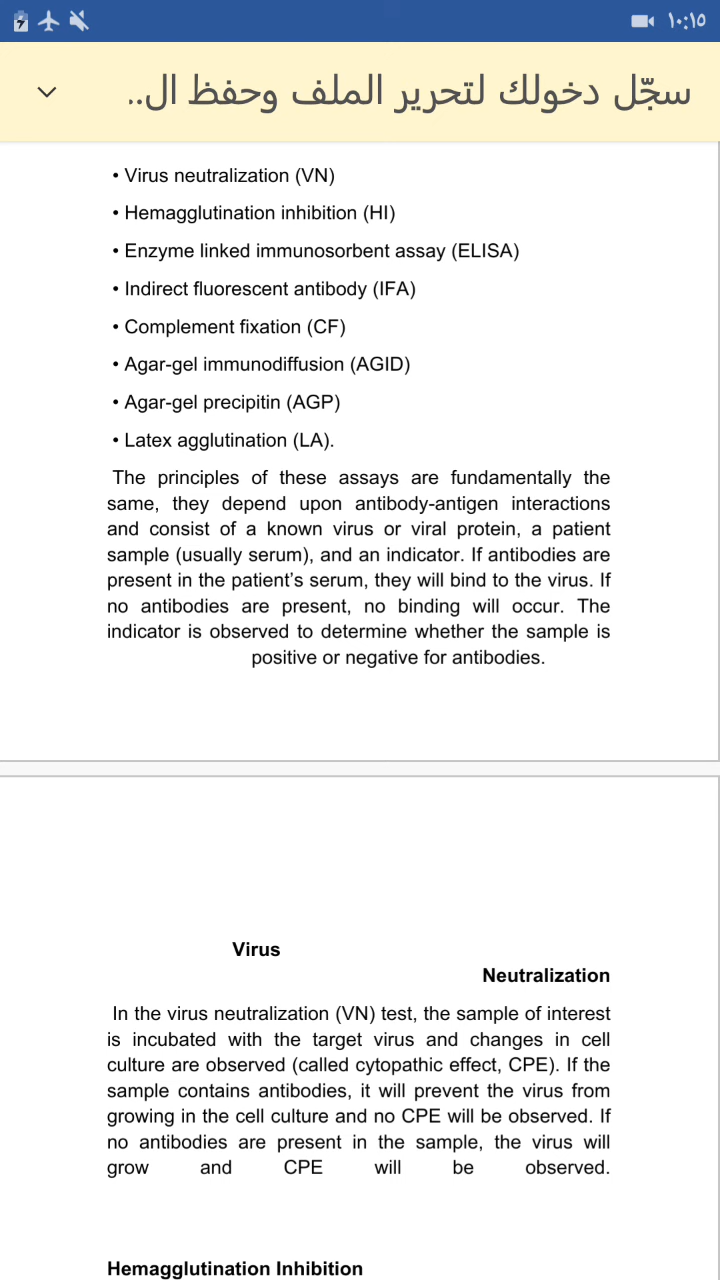 ١٠:١٥
سجّل دخولك لتحرير الملف وحفظ ال..
• Virus neutralization (VN)
• Hemagglutination inhibition (HI)
• Enzyme linked immunosorbent assay (ELISA)
• Indirect fluorescent antibody (IFA)
• Complement fixation (CF)
• Agar-gel immunodiffusion (AGID)
• Agar-gel precipitin (AGP)
• Latex agglutination (LA).
The principles of these assays are fundamentally the
same, they depend upon antibody-antigen interactions
and consist of a known virus or viral protein, a patient
sample (usually serum), and an indicator. If antibodies are
present in the patient’s serum, they will bind to the virus. If
no antibodies are present, no binding will occur. The
indicator is observed to determine whether the sample is
positive or negative for antibodies.
Virus
Neutralization
In the virus neutralization (VN) test, the sample of interest
is incubated with the target virus and changes in cell
culture are observed (called cytopathic effect, CPE). If the
sample contains antibodies, it will prevent the virus from
growing in the cell culture and no CPE will be observed. If
no antibodies are present in the sample, the virus will
grow and CPE will be observed.
Hemagglutination Inhibition